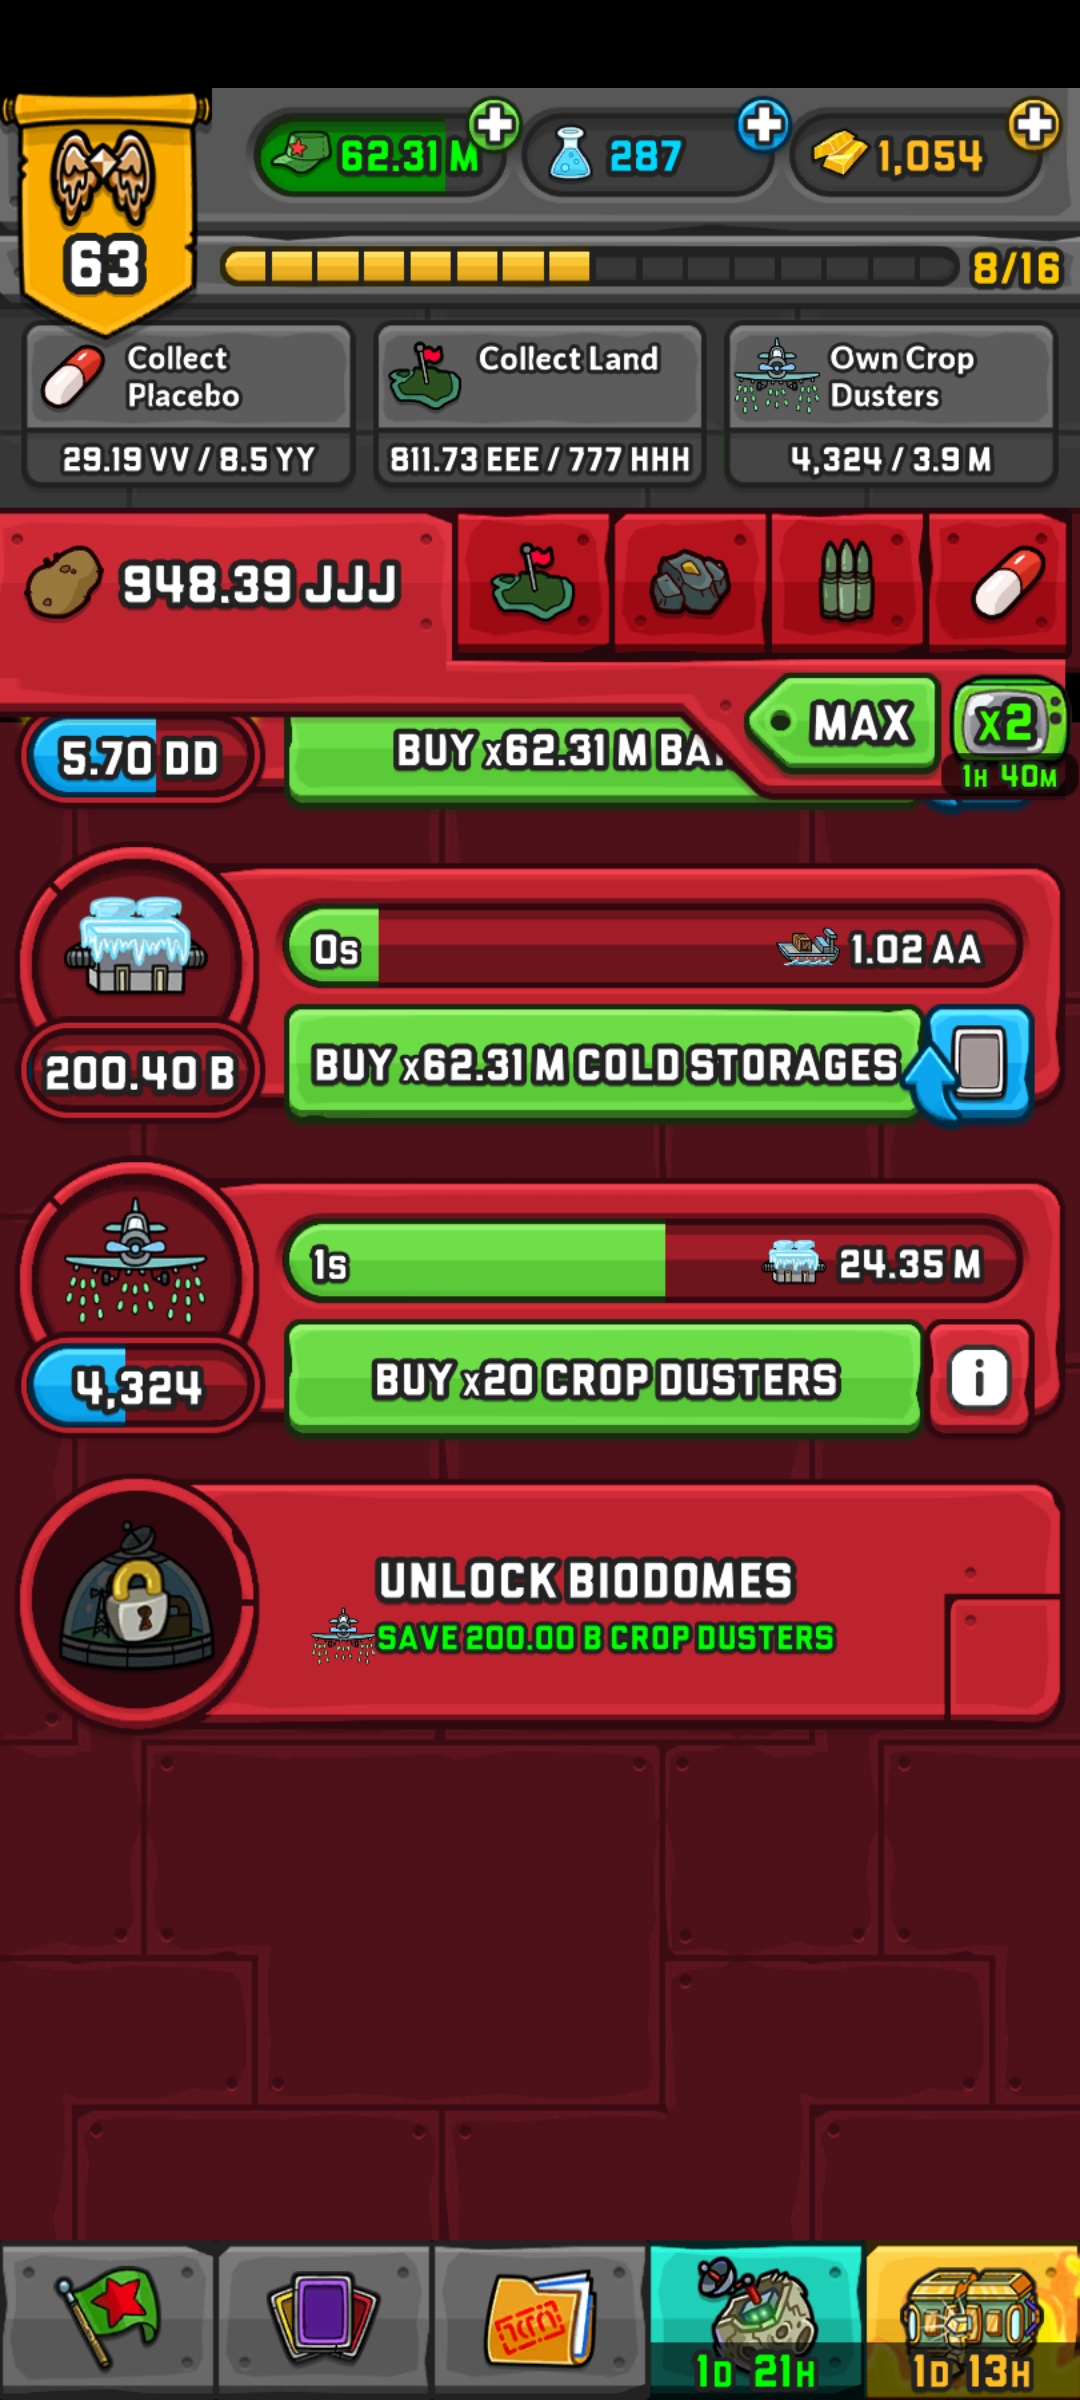 62.31 M
287
1,054
63
8/16
Collect
Placebo
29.19 VV / 8.5 YY
Collect Land
811.73 EEE / 777 HHH
Own Crop
Dusters
4,324 / 3.9 M
948.39 JJJ
MAX
x2
1H 40M
5.70 DD
BUY x62.31 M BA
0s
1.02 AA
200.40 B
BUY x62.31 M COLD STORAGES
1s
24.35 M
4,324
BUY x20 CROP DUSTERS
i
UNLOCK BIODOMES
SAVE 200.00 B CROP DUSTERS
1D 21H
1D 13H